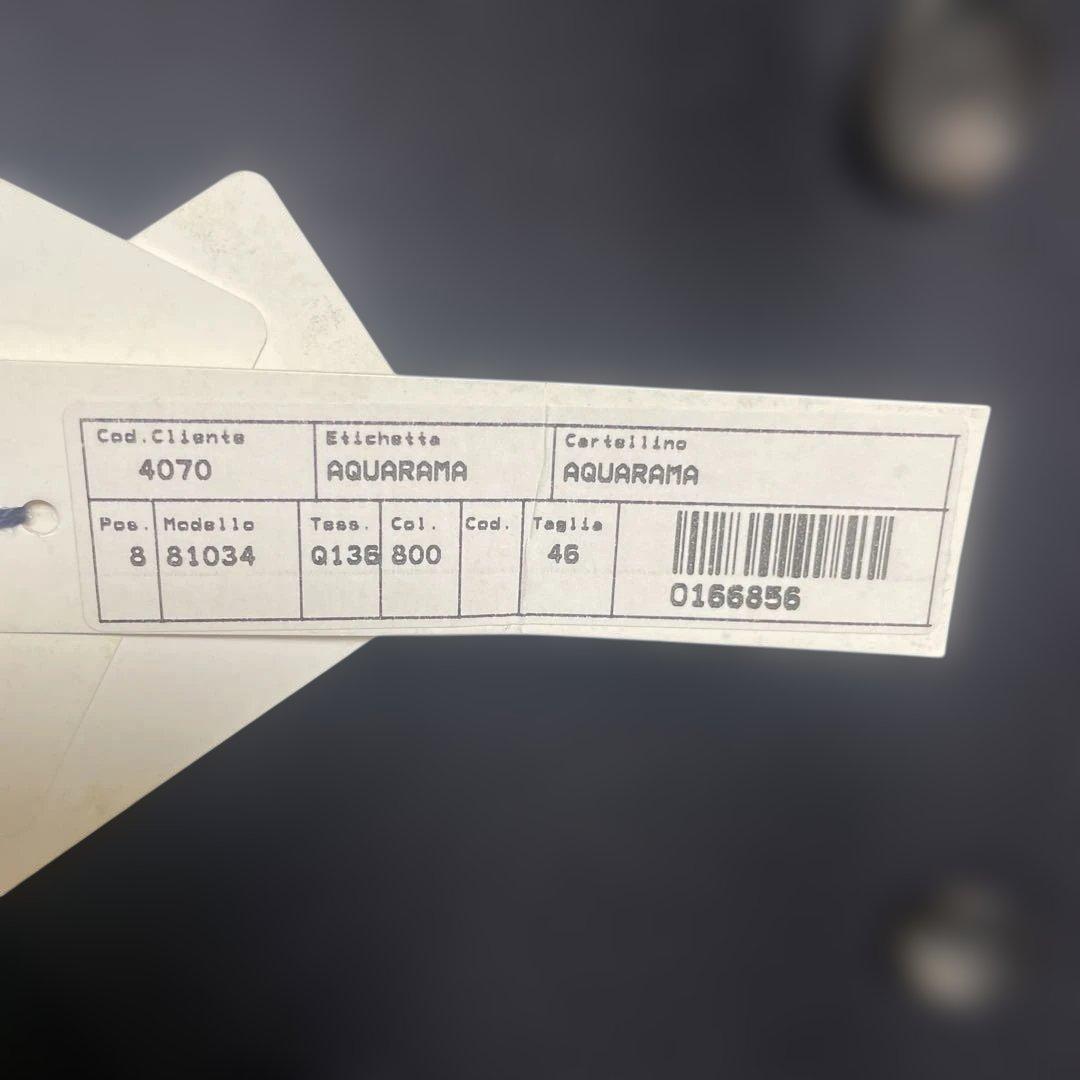 Cod.Cliente Etichetta Cartellino
4070 AQUARAMA AQUARAMA
Pos. Modello Tess. Col. Cod. Taglia
8 81034 Q136 800 46
0166856